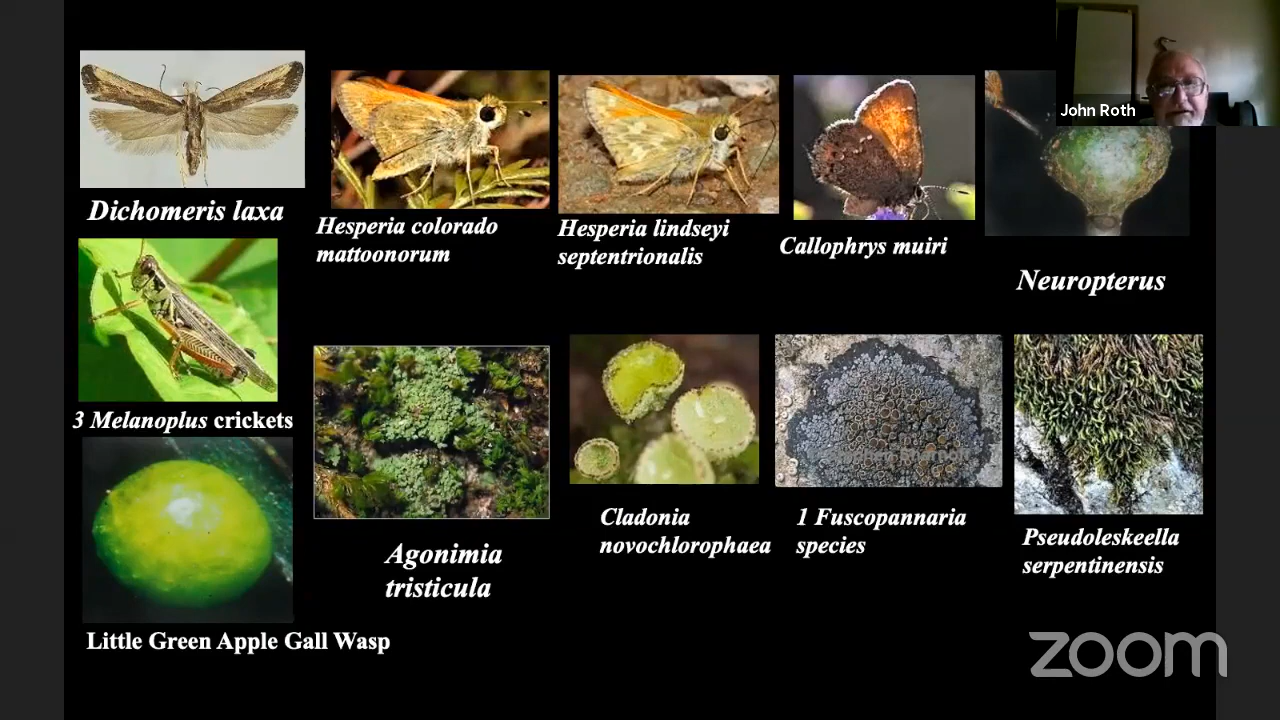 John Roth
Dichomeris laxa
Hesperia colorado
mattoonorum
Hesperia lindseyi
septentrionalis
Callophrys muiri
Neuropterus
3 Melanoplus crickets
Agonimia
tristicula
Cladonia
novochlorophaea
1 Fuscopannaria
species
Pseudoleskeella
serpentinensis
Little Green Apple Gall Wasp
zoom